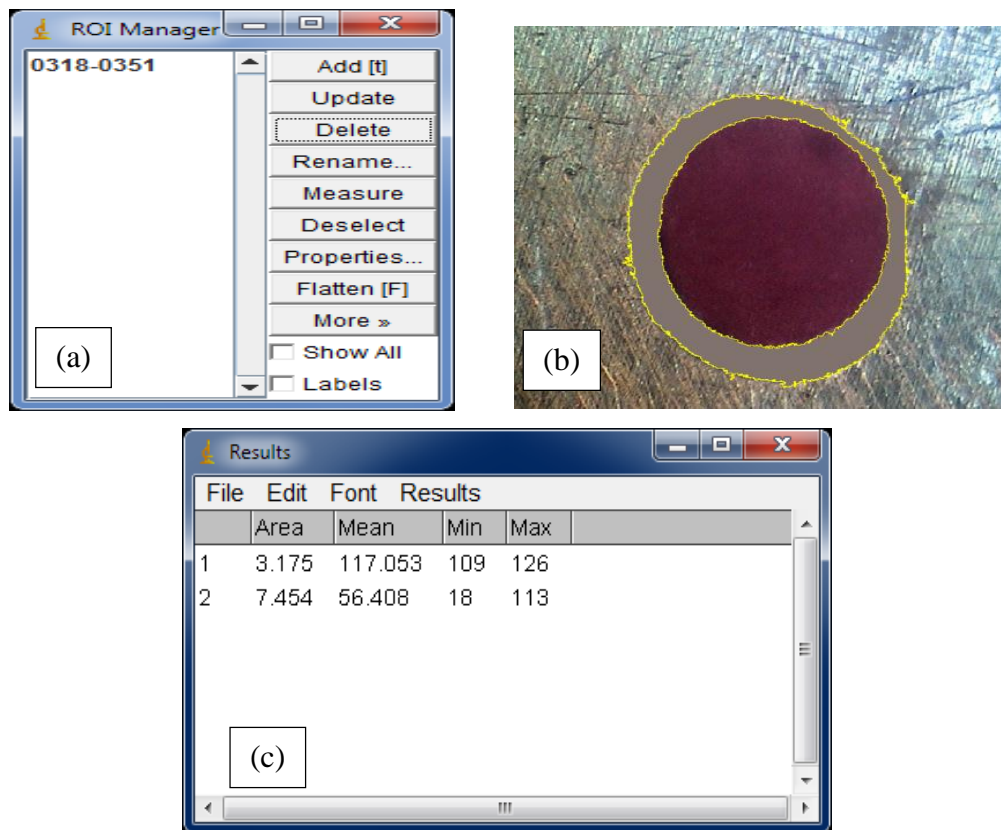 ROI Manager
0318-0351
Add [t]
Update
Delete
Rename...
Measure
Deselect
Properties...
Flatten [F]
More »
Show All
Labels
(a)
(b)
Results
File Edit Font Results
Area Mean Min Max
1 3.175 117.053 109 126
2 7.454 56.408 18 113
(c)